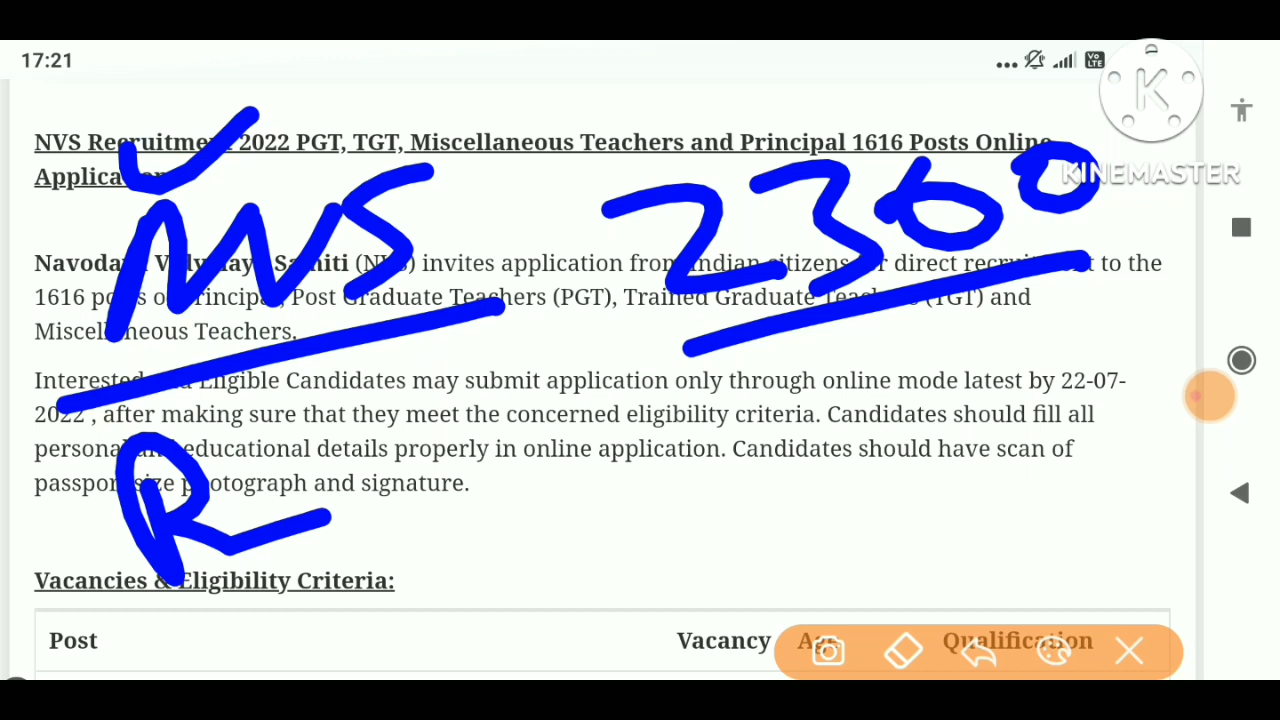 17:21
VoLTE
K
KINEMASTER
NVS Recruitment 2022 PGT, TGT, Miscellaneous Teachers and Principal 1616 Posts Online
Application
Navodaya Vidyalaya Samiti (NVS) invites application from Indian citizens for direct recruitment to the
1616 posts of Principal, Post Graduate Teachers (PGT), Trained Graduate Teachers (TGT) and
Miscellaneous Teachers.
Interested and Eligible Candidates may submit application only through online mode latest by 22-07-
2022 , after making sure that they meet the concerned eligibility criteria. Candidates should fill all
personal and educational details properly in online application. Candidates should have scan of
passport size photograph and signature.
2360
R
Vacancies & Eligibility Criteria:
Post Vacancy Age Qualification